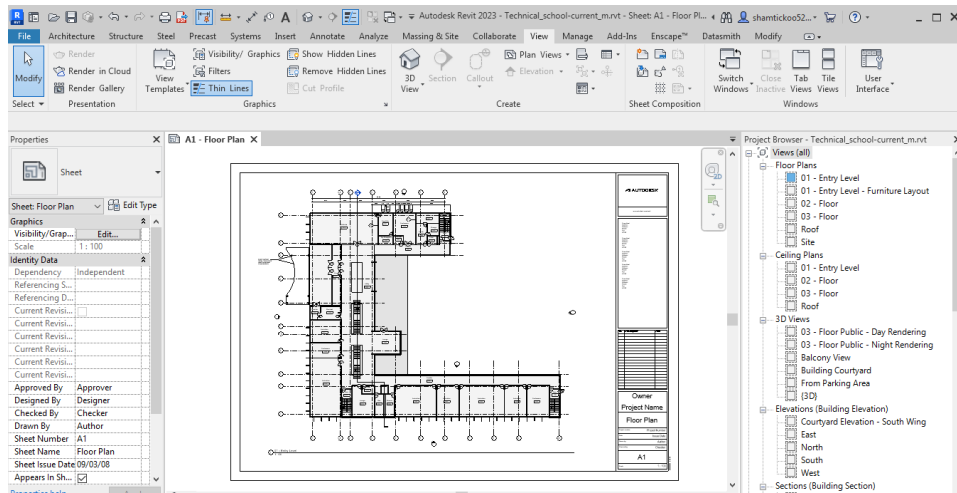 Autodesk Revit 2023 - Technical_school-current_m.rvt - Sheet: A1 - Floor Pl...
shamtickoo52...
File Architecture Structure Steel Precast Systems Insert Annotate Analyze Massing & Site Collaborate View Manage Add-Ins Enscape™ Datasmith Modify
Modify
Select
Render
Render in Cloud
Render Gallery
Presentation
View
Templates
Visibility/ Graphics
Filters
Thin Lines
Show Hidden Lines
Remove Hidden Lines
Cut Profile
Graphics
3D
View
Section
Callout
Plan Views
Elevation
Create
Sheet Composition
Switch
Windows
Close
Inactive
Tab
Views
Tile
Views
Windows
User
Interface
Properties
Sheet
Sheet: Floor Plan
Edit Type
Graphics
Visibility/Grap... Edit...
Scale 1 : 100
Identity Data
Dependency Independent
Referencing S...
Referencing D...
Current Revisi...
Current Revisi...
Current Revisi...
Current Revisi...
Current Revisi...
Approved By Approver
Designed By Designer
Checked By Checker
Drawn By Author
Sheet Number A1
Sheet Name Floor Plan
Sheet Issue Date 09/03/08
Appears In Sh...
Properties help
A1 - Floor Plan
2D
AUTODESK
Owner
Project Name
Floor Plan
A1
Project Browser - Technical_school-current_m.rvt
Views (all)
Floor Plans
01 - Entry Level
01 - Entry Level - Furniture Layout
02 - Floor
03 - Floor
Roof
Site
Ceiling Plans
01 - Entry Level
02 - Floor
03 - Floor
Roof
3D Views
03 - Floor Public - Day Rendering
03 - Floor Public - Night Rendering
Balcony View
Building Courtyard
From Parking Area
{3D}
Elevations (Building Elevation)
Courtyard Elevation - South Wing
East
North
South
West
Sections (Building Section)